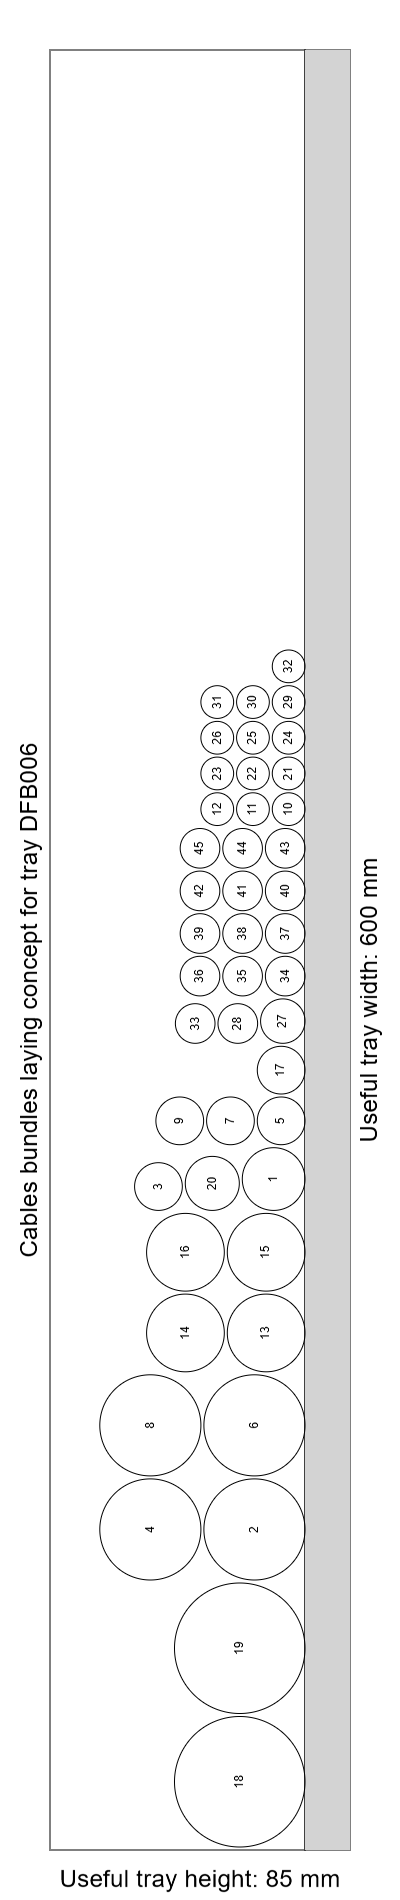 Cables bundles laying concept for tray DFB006
32
31 30 29
26 25 24
23 22 21
12 11 10
45 44 43
42 41 40
39 38 37
36 35 34
33 28 27
17
9 7 5
3 20 1
16 15
14 13
8 6
4 2
19
18
Useful tray width: 600 mm
Useful tray height: 85 mm